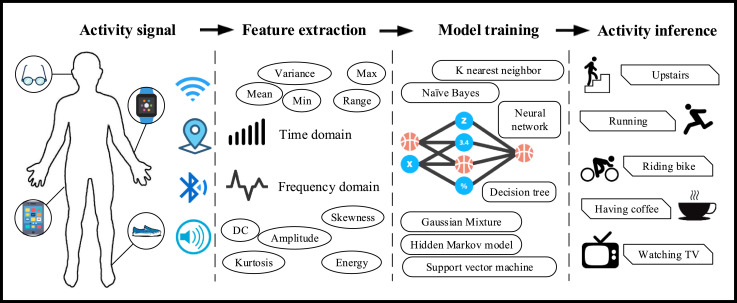 Activity signal
Feature extraction
Model training
Activity inference
Variance
Max
Mean
Min
Range
Time domain
Frequency domain
Skewness
DC
Amplitude
Kurtosis
Energy
K nearest neighbor
Naïve Bayes
Neural
network
Z
3.4
X
%
Decision tree
Gaussian Mixture
Hidden Markov model
Support vector machine
Upstairs
Running
Riding bike
Having coffee
Watching TV